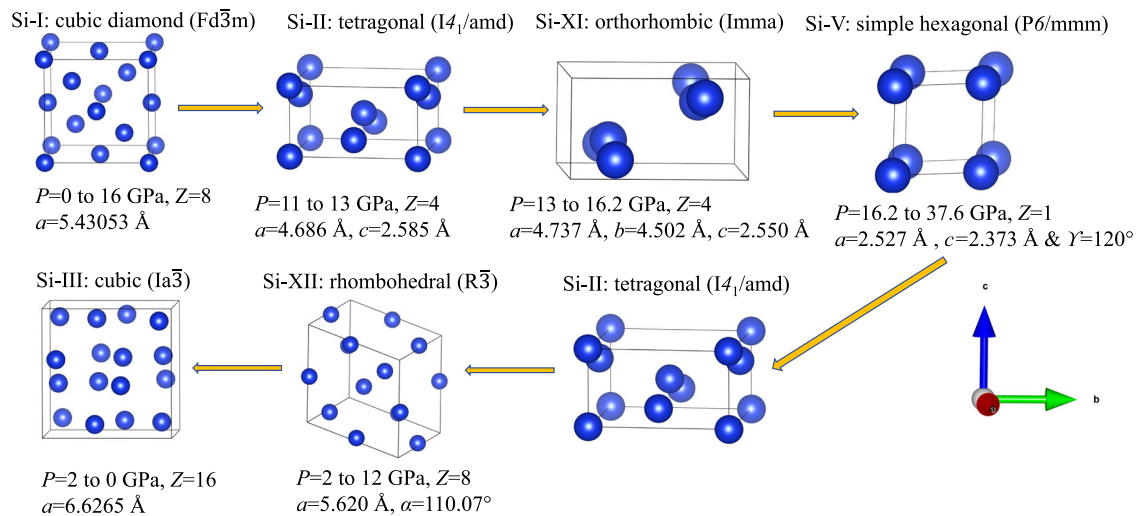 Si-I: cubic diamond (Fd3̅m)
Si-II: tetragonal (I4₁/amd)
Si-XI: orthorhombic (Imma)
Si-V: simple hexagonal (P6/mmm)
P=0 to 16 GPa, Z=8
a=5.43053 Å
P=11 to 13 GPa, Z=4
a=4.686 Å, c=2.585 Å
P=13 to 16.2 GPa, Z=4
a=4.737 Å, b=4.502 Å, c=2.550 Å
P=16.2 to 37.6 GPa, Z=1
a=2.527 Å , c=2.373 Å & ϒ=120°
Si-III: cubic (Ia3̅)
Si-XII: rhombohedral (R3̅)
Si-II: tetragonal (I4₁/amd)
c
b
P=2 to 0 GPa, Z=16
a=6.6265 Å
P=2 to 12 GPa, Z=8
a=5.620 Å, α=110.07°